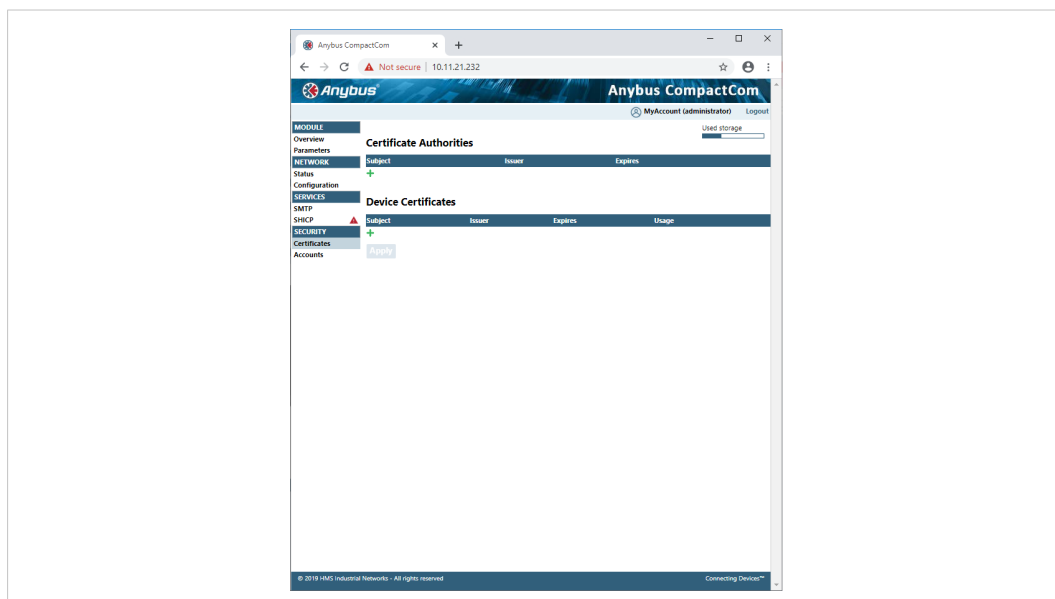 Anybus CompactCom
Not secure | 10.11.21.232
Anybus Anybus CompactCom
MyAccount (administrator) Logout
Used storage
MODULE
Overview
Parameters
NETWORK
Status
Configuration
SERVICES
SMTP
SHICP
SECURITY
Certificates
Accounts
Certificate Authorities
Subject Issuer Expires
Device Certificates
Subject Issuer Expires Usage
Apply
© 2019 HMS Industrial Networks - All rights reserved Connecting Devices™